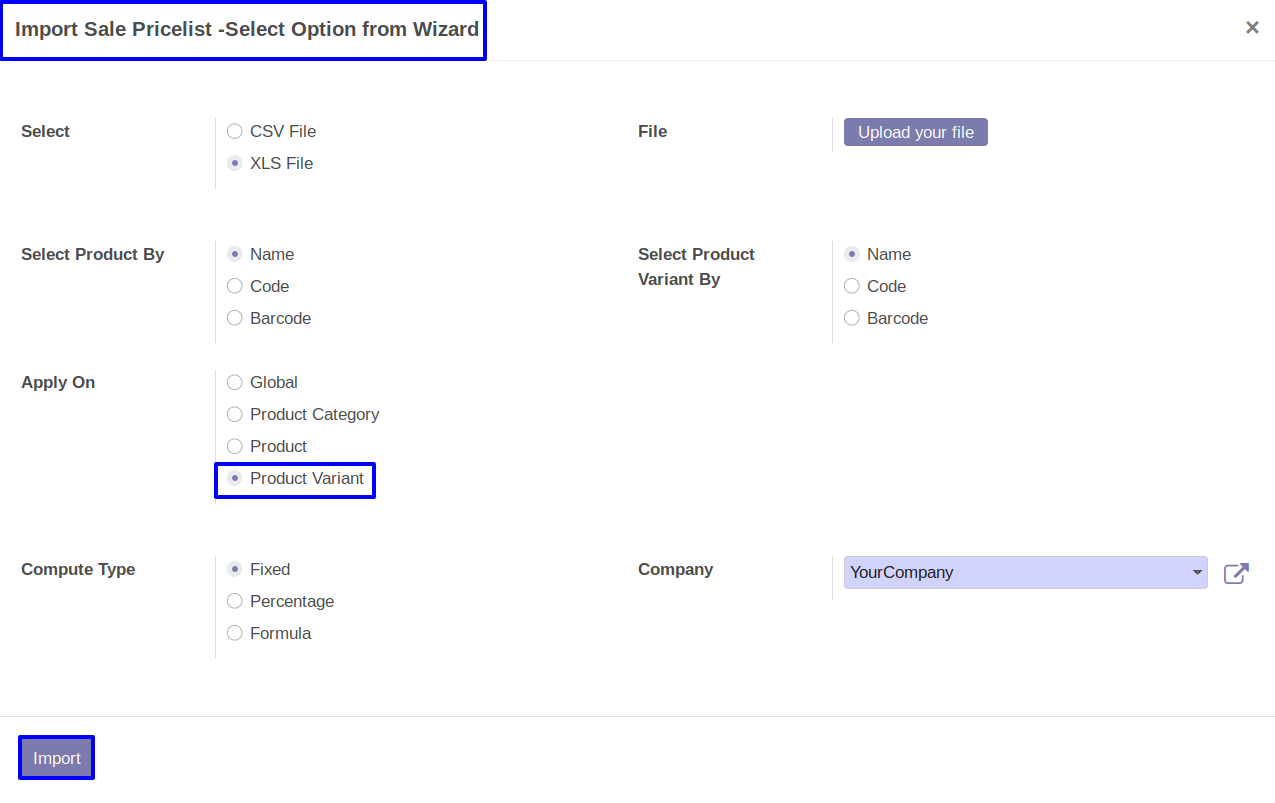 Import Sale Pricelist -Select Option from Wizard
×
Select
CSV File
XLS File
File
Upload your file
Select Product By
Name
Code
Barcode
Select Product
Variant By
Name
Code
Barcode
Apply On
Global
Product Category
Product
Product Variant
Compute Type
Fixed
Percentage
Formula
Company
YourCompany
Import